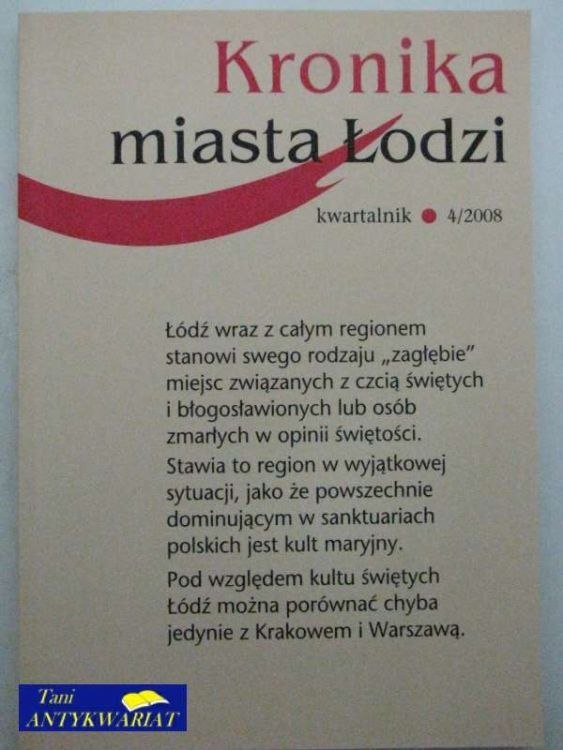 Kronika
miasta Łodzi
kwartalnik ● 4/2008
Łódź wraz z całym regionem
stanowi swego rodzaju „zagłębie”
miejsc związanych z czcią świętych
i błogosławionych lub osób
zmarłych w opinii świętości.
Stawia to region w wyjątkowej
sytuacji, jako że powszechnie
dominującym w sanktuariach
polskich jest kult maryjny.
Pod względem kultu świętych
Łódź można porównać chyba
jedynie z Krakowem i Warszawą.
Tani
ANTYKWARIAT